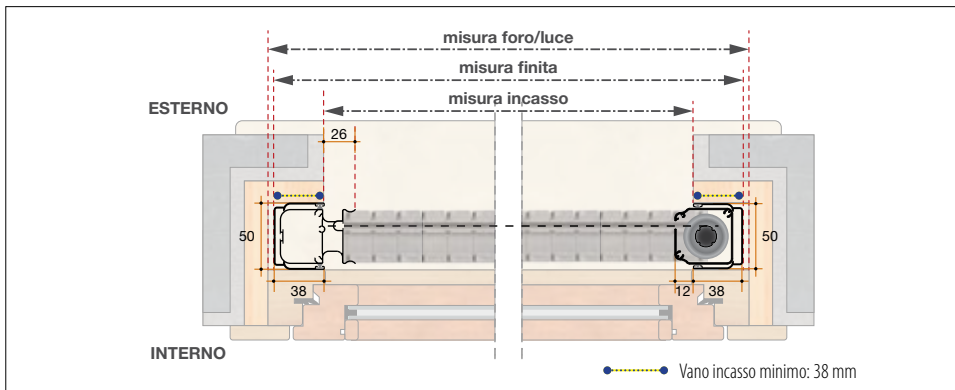 misura foro/luce
misura finita
misura incasso
ESTERNO
26
50
50
38
12
38
INTERNO
Vano incasso minimo: 38 mm